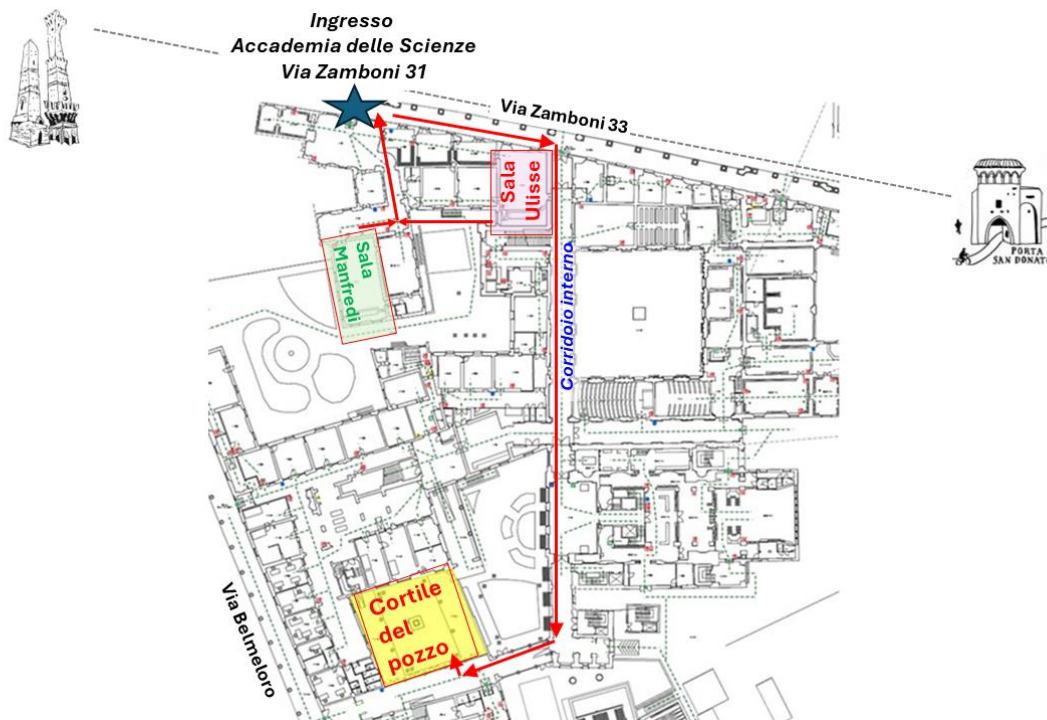 Ingresso
Accademia delle Scienze
Via Zamboni 31
Via Zamboni 33
Sala
Ulisse
Sala
Manfredi
Corridoio interno
PORTA
SAN DONATO
Cortile
del
pozzo
Via Belmeloro